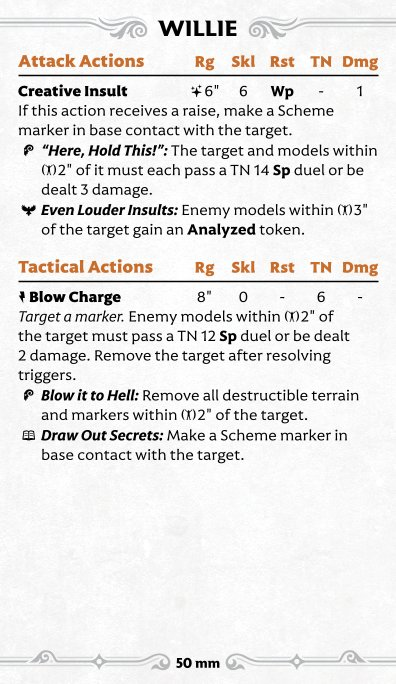 WILLIE
Attack Actions Rg Skl Rst TN Dmg
Creative Insult 6" 6 Wp - 1
If this action receives a raise, make a Scheme
marker in base contact with the target.
“Here, Hold This!”: The target and models within
2" of it must each pass a TN 14 Sp duel or be
dealt 3 damage.
Even Louder Insults: Enemy models within 3"
of the target gain an Analyzed token.
Tactical Actions Rg Skl Rst TN Dmg
Blow Charge 8" 0 - 6 -
Target a marker. Enemy models within 2" of
the target must pass a TN 12 Sp duel or be dealt
2 damage. Remove the target after resolving
triggers.
Blow it to Hell: Remove all destructible terrain
and markers within 2" of the target.
Draw Out Secrets: Make a Scheme marker in
base contact with the target.
50 mm